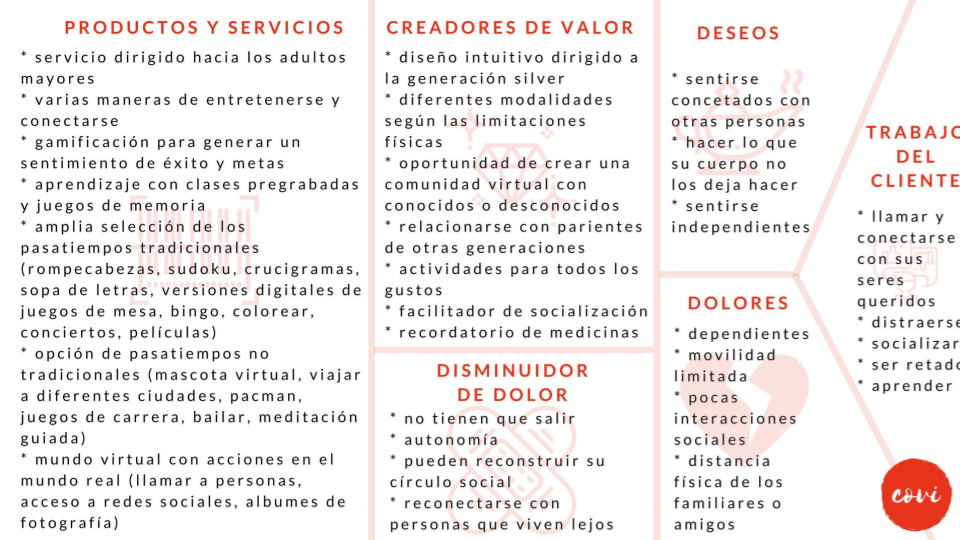 PRODUCTOS Y SERVICIOS
* servicio dirigido hacia los adultos
mayores
* varias maneras de entretenerse y
conectarse
* gamificación para generar un
sentimiento de éxito y metas
* aprendizaje con clases pregrabadas
y juegos de memoria
* amplia selección de los
pasatiempos tradicionales
(rompecabezas, sudoku, crucigramas,
sopa de letras, versiones digitales de
juegos de mesa, bingo, colorear,
conciertos, películas)
* opción de pasatiempos no
tradicionales (mascota virtual, viajar
a diferentes ciudades, pacman,
juegos de carrera, bailar, meditación
guiada)
* mundo virtual con acciones en el
mundo real (llamar a personas,
acceso a redes sociales, albumes de
fotografía)
CREADORES DE VALOR
* diseño intuitivo dirigido a
la generación silver
* diferentes modalidades
según las limitaciones
físicas
* oportunidad de crear una
comunidad virtual con
conocidos o desconocidos
* relacionarse con parientes
de otras generaciones
* actividades para todos los
gustos
* facilitador de socialización
* recordatorio de medicinas
DISMINUIDOR
DE DOLOR
* no tienen que salir
* autonomía
* pueden reconstruir su
círculo social
* reconectarse con
personas que viven lejos
DESEOS
* sentirse
concetados con
otras personas
* hacer lo que
su cuerpo no
los deja hacer
* sentirse
independientes
DOLORES
* dependientes
* movilidad
limitada
* pocas
interacciones
sociales
* distancia
física de los
familiares o
amigos
TRABAJO
DEL
CLIENTE
* llamar y
conectarse
con sus
seres
queridos
* distraerse
* socializar
* ser retado
* aprender
covi